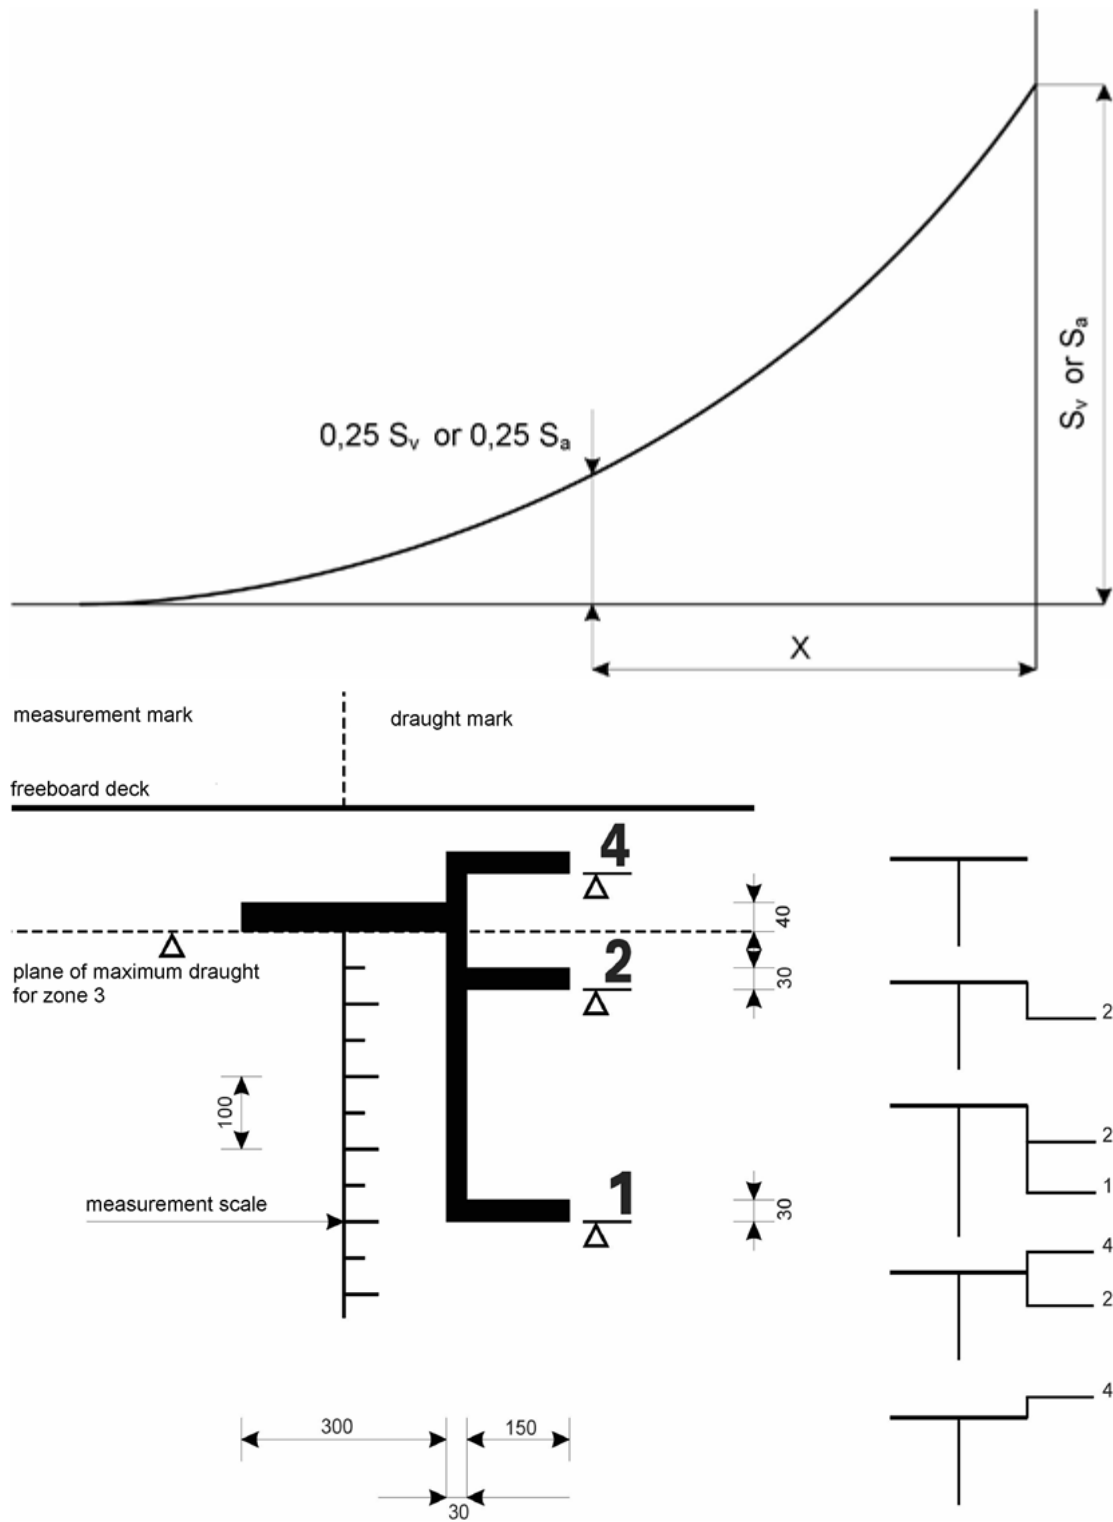 0,25 Sv or 0,25 Sa
Sv or Sa
X
measurement mark
draught mark
freeboard deck
4
40
plane of maximum draught
for zone 3
2
30
100
measurement scale
1
30
300
150
30
2
2
1
4
2
4